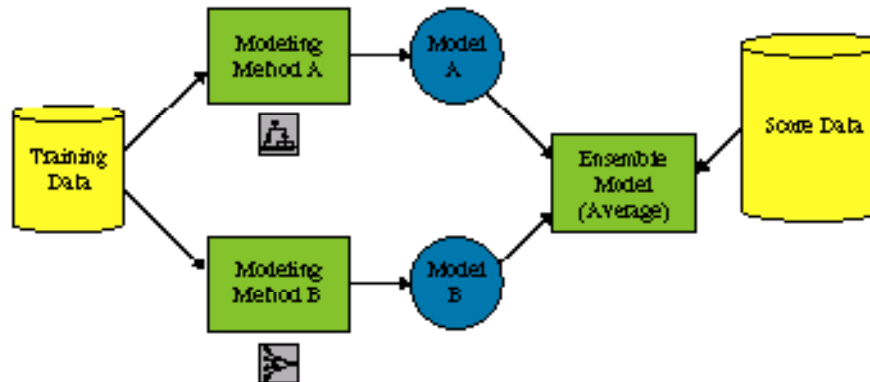 Modeling
Method A
Model
A
Training
Data
Ensemble
Model
(Average)
Score Data
Modeling
Method B
Model
B